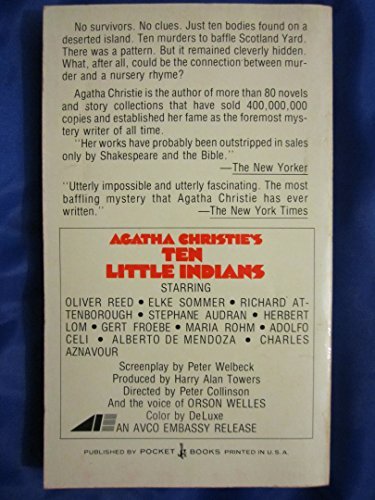 No survivors. No clues. Just ten bodies found on a
deserted island. Ten murders to baffle Scotland Yard.
There was a pattern. But it remained cleverly hidden.
What, after all, could be the connection between mur-
der and a nursery rhyme?
Agatha Christie is the author of more than 80 novels
and story collections that have sold 400,000,000
copies and established her fame as the foremost mys-
tery writer of all time.
"Her works have probably been outstripped in sales
only by Shakespeare and the Bible."
—The New Yorker
"Utterly impossible and utterly fascinating. The most
baffling mystery that Agatha Christie has ever
written."
—The New York Times
AGATHA CHRISTIE'S
TEN
LITTLE INDIANS
STARRING
OLIVER REED • ELKE SOMMER • RICHARD AT-
TENBOROUGH • STEPHANE AUDRAN • HERBERT
LOM • GERT FROEBE • MARIA ROHM • ADOLFO
CELI • ALBERTO DE MENDOZA • CHARLES
AZNAVOUR
Screenplay by Peter Welbeck
Produced by Harry Alan Towers
Directed by Peter Collinson
And the voice of ORSON WELLES
Color by DeLuxe
AE
AN AVCO EMBASSY RELEASE
PUBLISHED BY POCKET BOOKS PRINTED IN U.S.A.